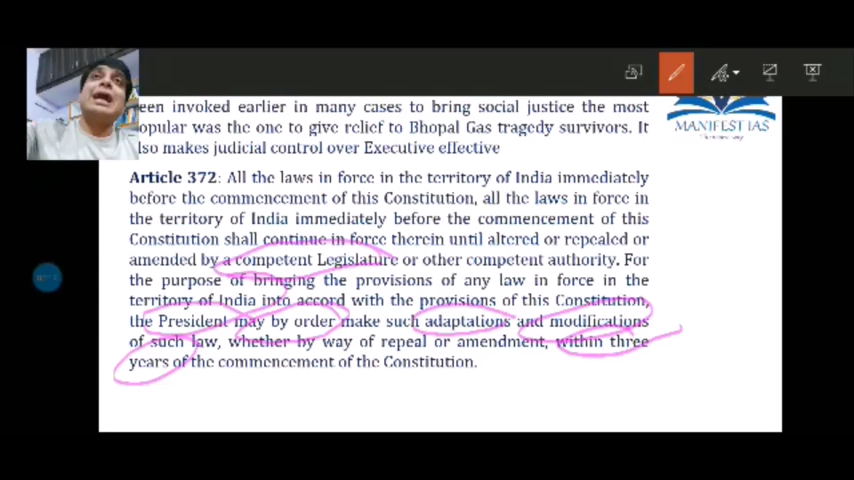 een invoked earlier in many cases to bring social justice the most
opular was the one to give relief to Bhopal Gas tragedy survivors. It
lso makes judicial control over Executive effective
MANIFEST IAS
Article 372: All the laws in force in the territory of India immediately
before the commencement of this Constitution, all the laws in force in
the territory of India immediately before the commencement of this
Constitution shall continue in force therein until altered or repealed or
amended by a competent Legislature or other competent authority. For
the purpose of bringing the provisions of any law in force in the
territory of India into accord with the provisions of this Constitution,
the President may by order make such adaptations and modifications
of such law, whether by way of repeal or amendment, within three
years of the commencement of the Constitution.